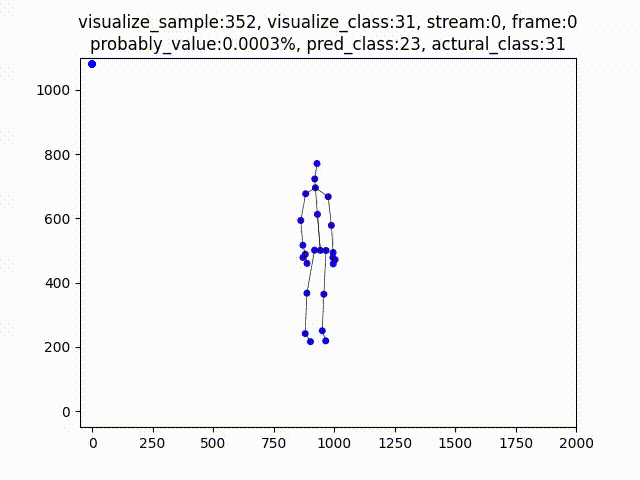 visualize_sample:352, visualize_class:31, stream:0, frame:0
probably_value:0.0003%, pred_class:23, actural_class:31
1000
800
600
400
200
0
0 250 500 750 1000 1250 1500 1750 2000